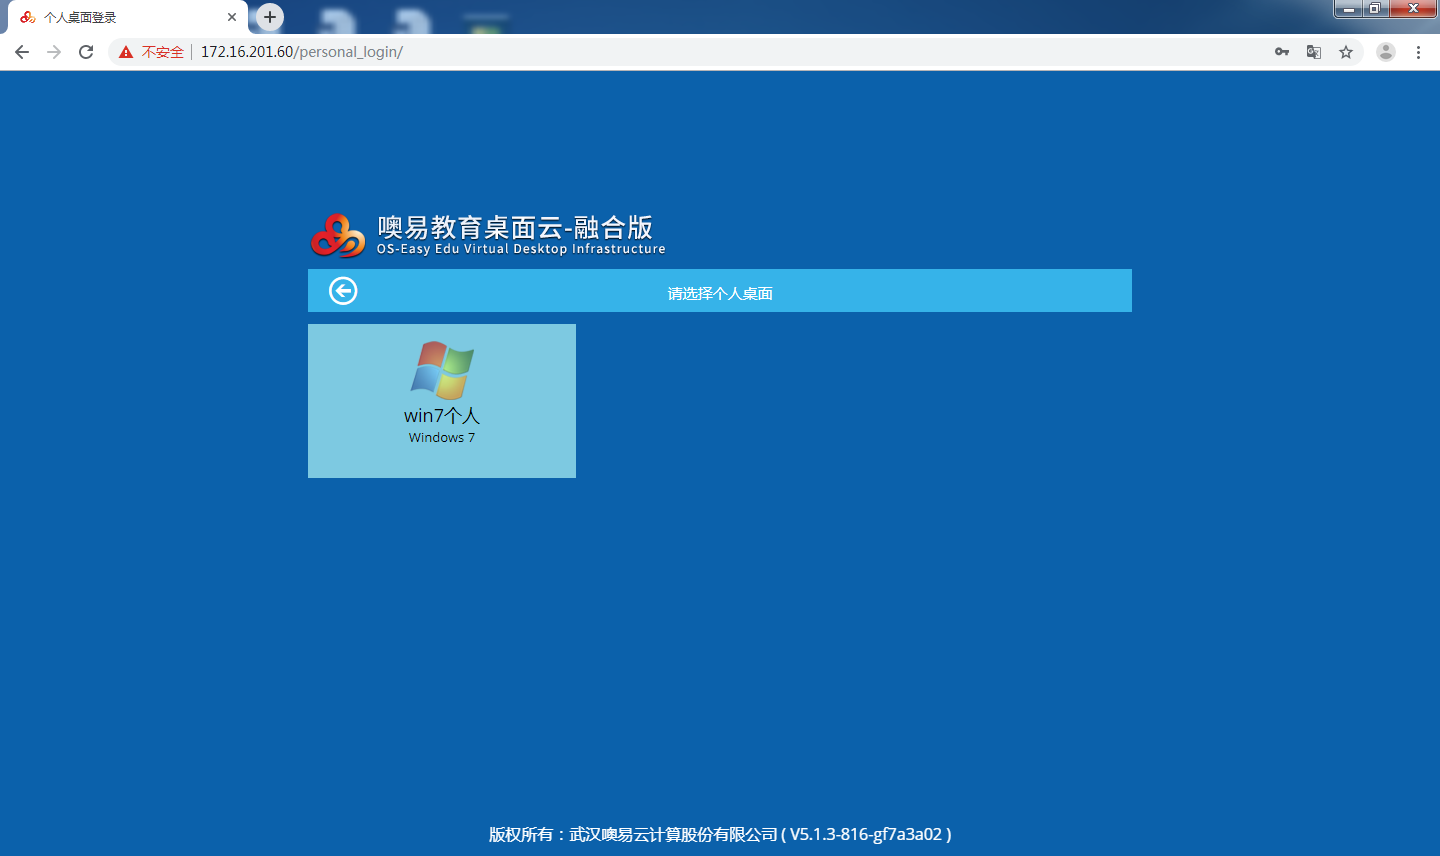 个人桌面登录
不安全 172.16.201.60/personal_login/
噢易教育桌面云-融合版
OS-Easy Edu Virtual Desktop Infrastructure
请选择个人桌面
win7个人
Windows 7
版权所有：武汉噢易云计算股份有限公司 ( V5.1.3-816-gf7a3a02 )